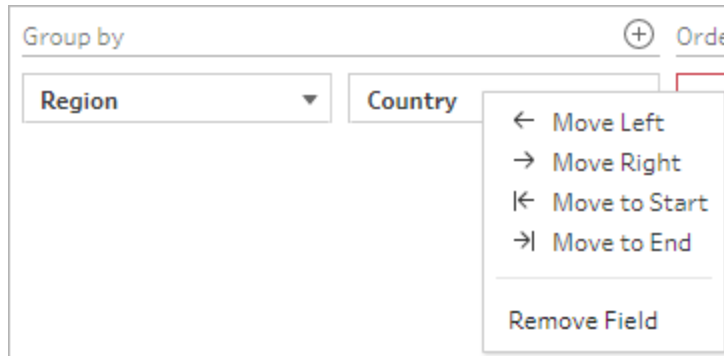 Group by Orde
Region Country
Move Left
Move Right
Move to Start
Move to End
Remove Field